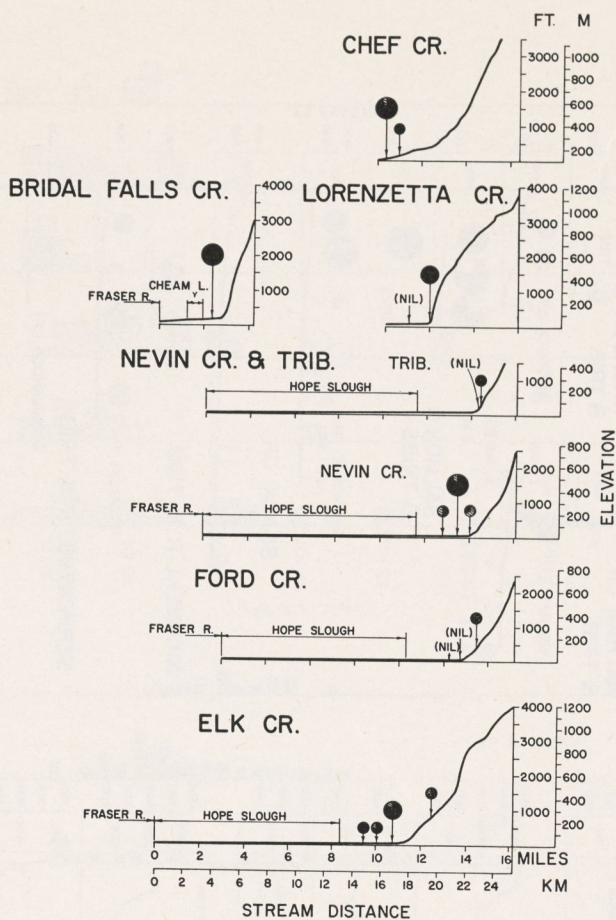 FT. M
CHEF CR.
3000 1000
800
2000 600
400
1000
200
BRIDAL FALLS CR.
4000
3000
2000
1000
CHEAM L.
FRASER R.
LORENZETTA CR.
4000 1200
1000
3000
800
2000 600
400
1000
200
(NIL)
NEVIN CR. & TRIB.
TRIB. (NIL)
HOPE SLOUGH
400
1000
200
NEVIN CR.
FRASER R. HOPE SLOUGH
800
2000 600
400
1000
200
ELEVATION
FORD CR.
FRASER R. HOPE SLOUGH
(NIL)
(NIL)
800
2000 600
400
1000
200
ELK CR.
FRASER R. HOPE SLOUGH
4000 1200
1000
3000
800
2000 600
400
1000
200
0 2 4 6 8 10 12 14 16 MILES
0 2 4 6 8 10 12 14 16 18 20 22 24 KM
STREAM DISTANCE